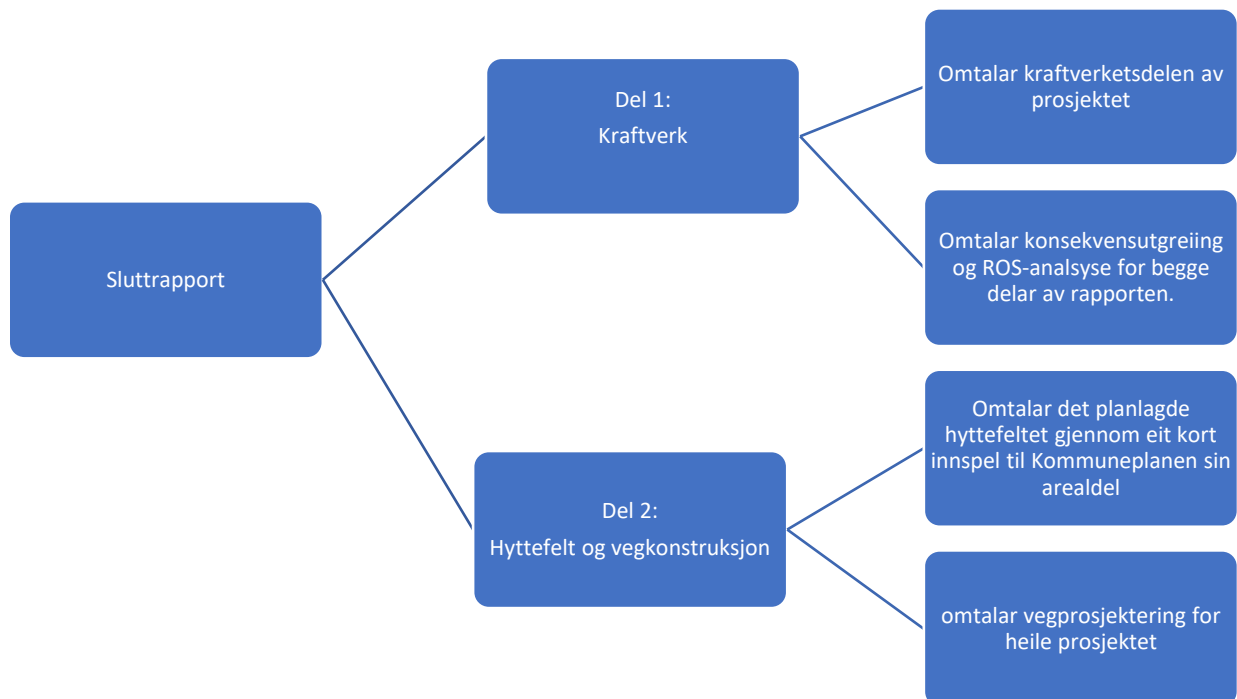 Sluttrapport
Del 1:
Kraftverk
Omtalar kraftverketsdelen av
prosjektet
Omtalar konsekvensutgreiing
og ROS-analsyse for begge
delar av rapporten.
Del 2:
Hyttefelt og vegkonstruksjon
Omtalar det planlagde
hyttefeltet gjennom eit kort
innspel til Kommuneplanen sin
arealdel
omtalar vegprosjektering for
heile prosjektet